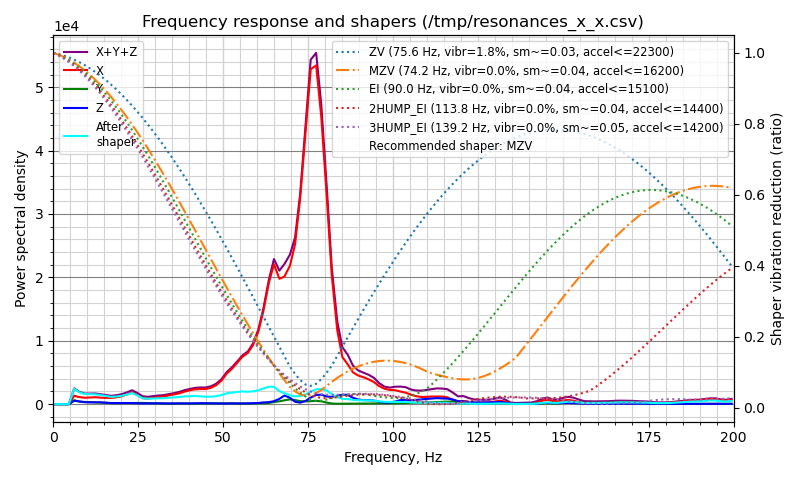 Frequency response and shapers (/tmp/resonances_x_x.csv)
1e4
X+Y+Z
X
Y
Z
After
shaper
ZV (75.6 Hz, vibr=1.8%, sm~=0.03, accel<=22300)
MZV (74.2 Hz, vibr=0.0%, sm~=0.04, accel<=16200)
EI (90.0 Hz, vibr=0.0%, sm~=0.04, accel<=15100)
2HUMP_EI (113.8 Hz, vibr=0.0%, sm~=0.04, accel<=14400)
3HUMP_EI (139.2 Hz, vibr=0.0%, sm~=0.05, accel<=14200)
Recommended shaper: MZV
Power spectral density
5
4
3
2
1
0
1.0
0.8
0.6
0.4
0.2
0.0
Shaper vibration reduction (ratio)
0
25
50
75
100
125
150
175
200
Frequency, Hz